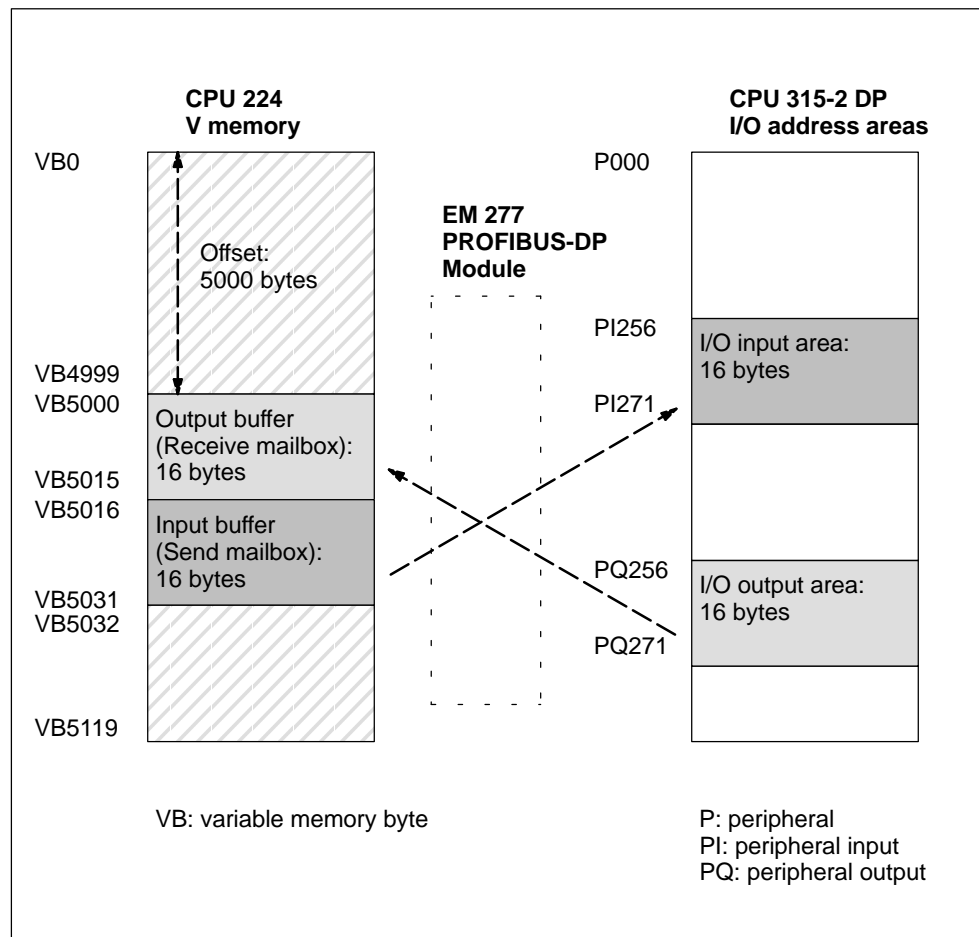 CPU 224
V memory
CPU 315-2 DP
I/O address areas
VB0
P000
EM 277
PROFIBUS-DP
Module
Offset:
5000 bytes
PI256
I/O input area:
16 bytes
VB4999
VB5000
PI271
Output buffer
(Receive mailbox):
16 bytes
VB5015
VB5016
Input buffer
(Send mailbox):
16 bytes
PQ256
I/O output area:
16 bytes
VB5031
VB5032
PQ271
VB5119
VB: variable memory byte
P: peripheral
PI: peripheral input
PQ: peripheral output